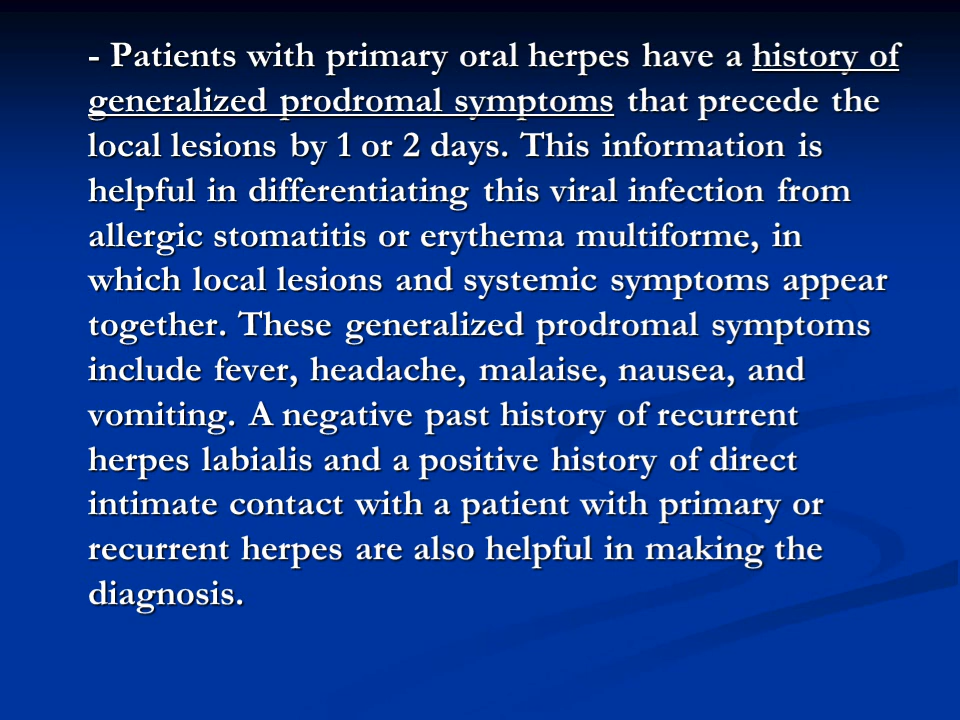 - Patients with primary oral herpes have a history of
generalized prodromal symptoms that precede the
local lesions by 1 or 2 days. This information is
helpful in differentiating this viral infection from
allergic stomatitis or erythema multiforme, in
which local lesions and systemic symptoms appear
together. These generalized prodromal symptoms
include fever, headache, malaise, nausea, and
vomiting. A negative past history of recurrent
herpes labialis and a positive history of direct
intimate contact with a patient with primary or
recurrent herpes are also helpful in making the
diagnosis.